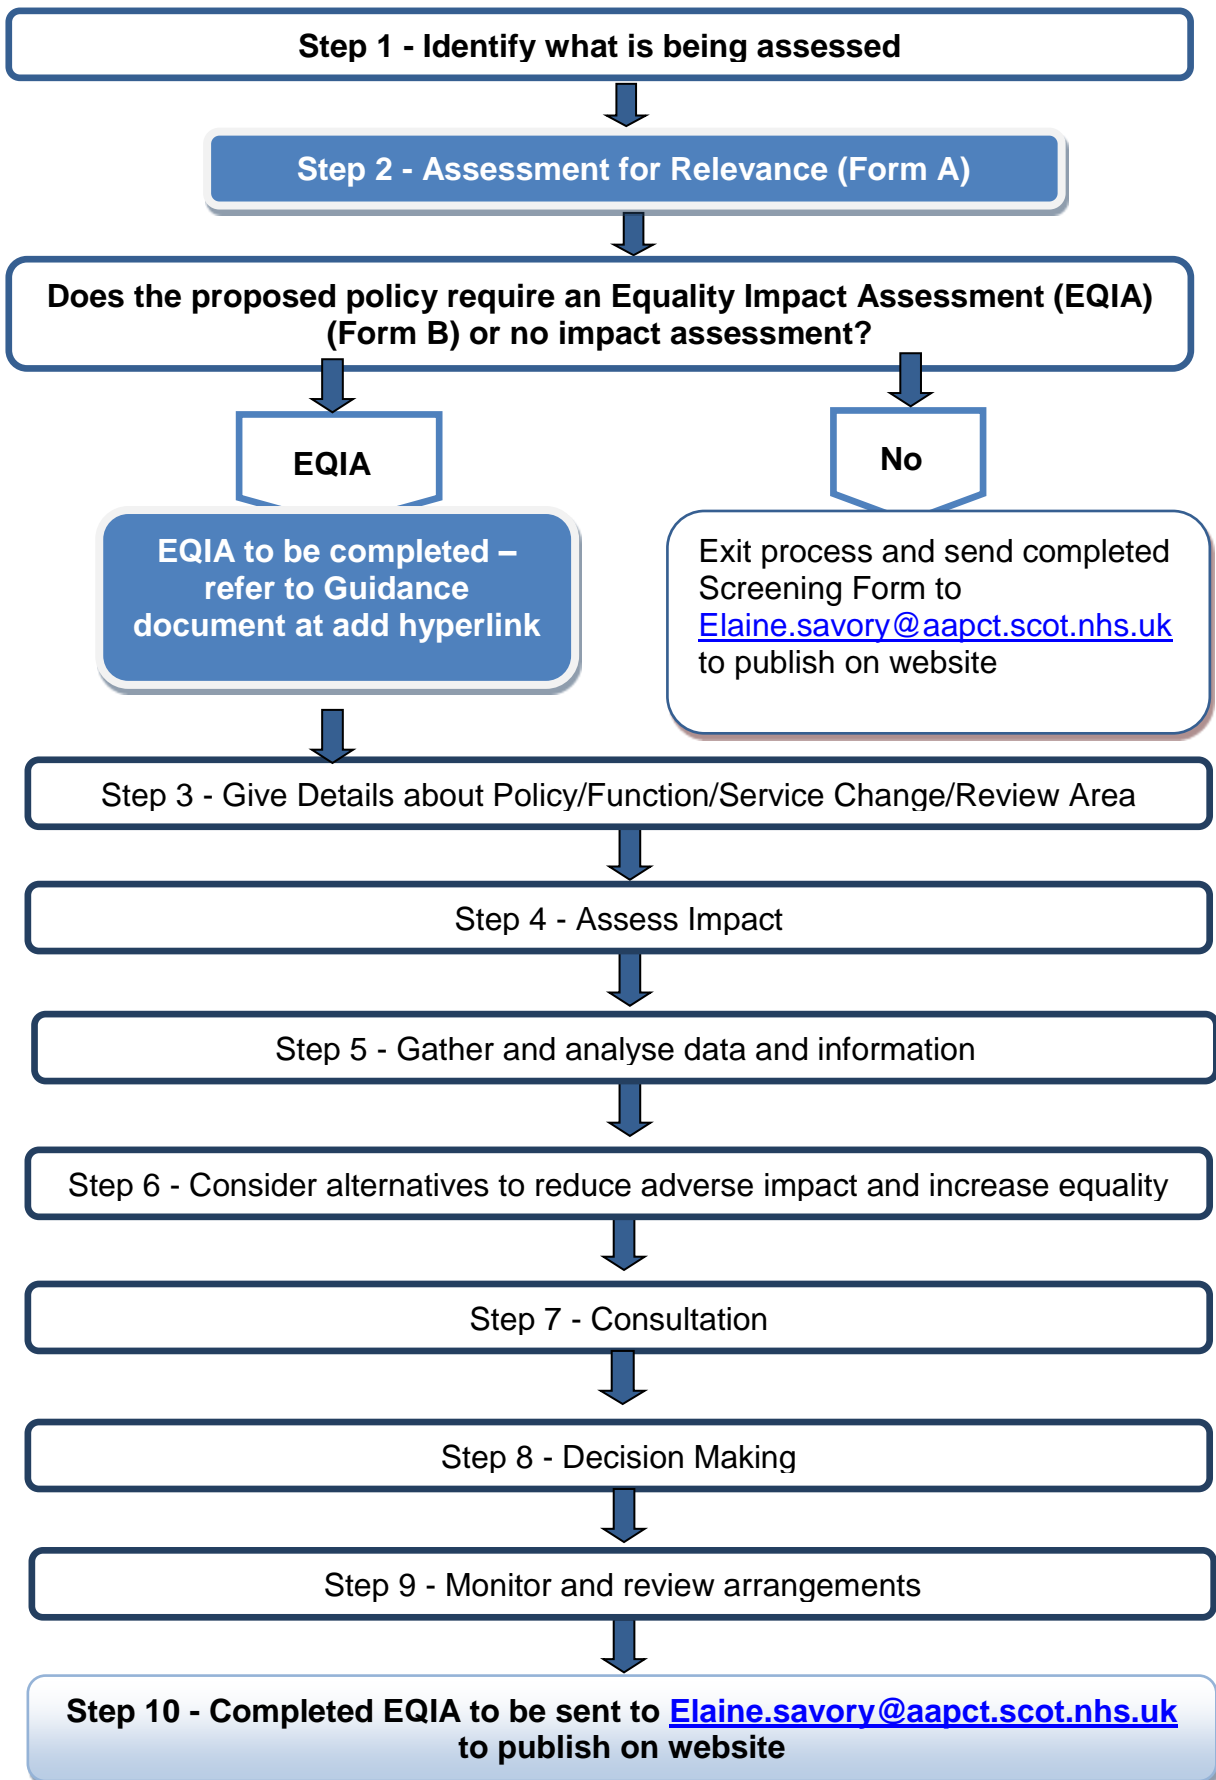 Step 1 - Identify what is being assessed
Step 2 - Assessment for Relevance (Form A)
Does the proposed policy require an Equality Impact Assessment (EQIA)
(Form B) or no impact assessment?
EQIA
No
EQIA to be completed –
refer to Guidance
document at add hyperlink
Exit process and send completed
Screening Form to
Elaine.savory@aapct.scot.nhs.uk
to publish on website
Step 3 - Give Details about Policy/Function/Service Change/Review Area
Step 4 - Assess Impact
Step 5 - Gather and analyse data and information
Step 6 - Consider alternatives to reduce adverse impact and increase equality
Step 7 - Consultation
Step 8 - Decision Making
Step 9 - Monitor and review arrangements
Step 10 - Completed EQIA to be sent to Elaine.savory@aapct.scot.nhs.uk
to publish on website